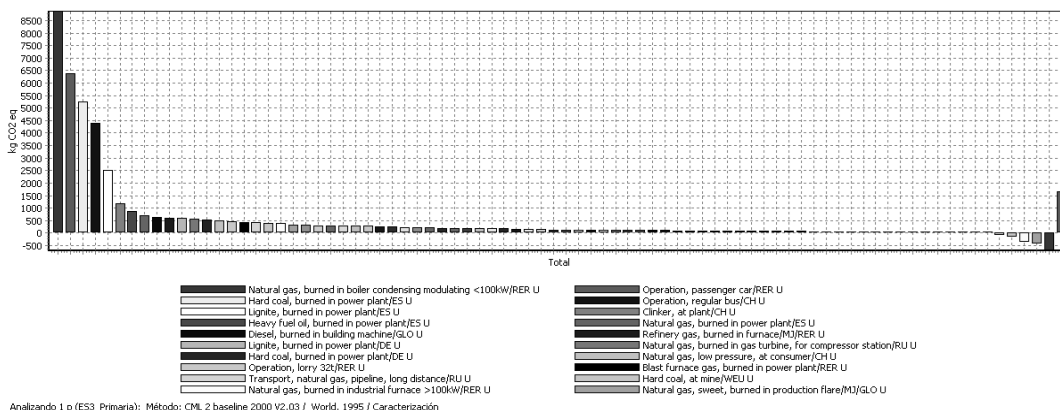 8500
8000
7500
7000
6500
6000
5500
5000
4500
4000
3500
3000
2500
2000
1500
1000
500
0
-500
kg CO2 eq
Total
Natural gas, burned in boiler condensing modulating <100kW/RER U
Operation, passenger car/RER U
Hard coal, burned in power plant/ES U
Operation, regular bus/CH U
Lignite, burned in power plant/ES U
Clinker, at plant/CH U
Heavy fuel oil, burned in power plant/ES U
Natural gas, burned in power plant/ES U
Diesel, burned in building machine/GLO U
Refinery gas, burned in furnace/MJ/RER U
Lignite, burned in power plant/DE U
Natural gas, burned in gas turbine, for compressor station/RU U
Hard coal, burned in power plant/DE U
Natural gas, low pressure, at consumer/CH U
Operation, lorry 32t/RER U
Blast furnace gas, burned in power plant/RER U
Transport, natural gas, pipeline, long distance/RU U
Hard coal, at mine/WEU U
Natural gas, burned in industrial furnace >100kW/RER U
Natural gas, sweet, burned in production flare/MJ/GLO U
Analizando 1 p (ES3_Primaria); Método: CML 2 baseline 2000 V2.03 / World, 1995 / Caracterización